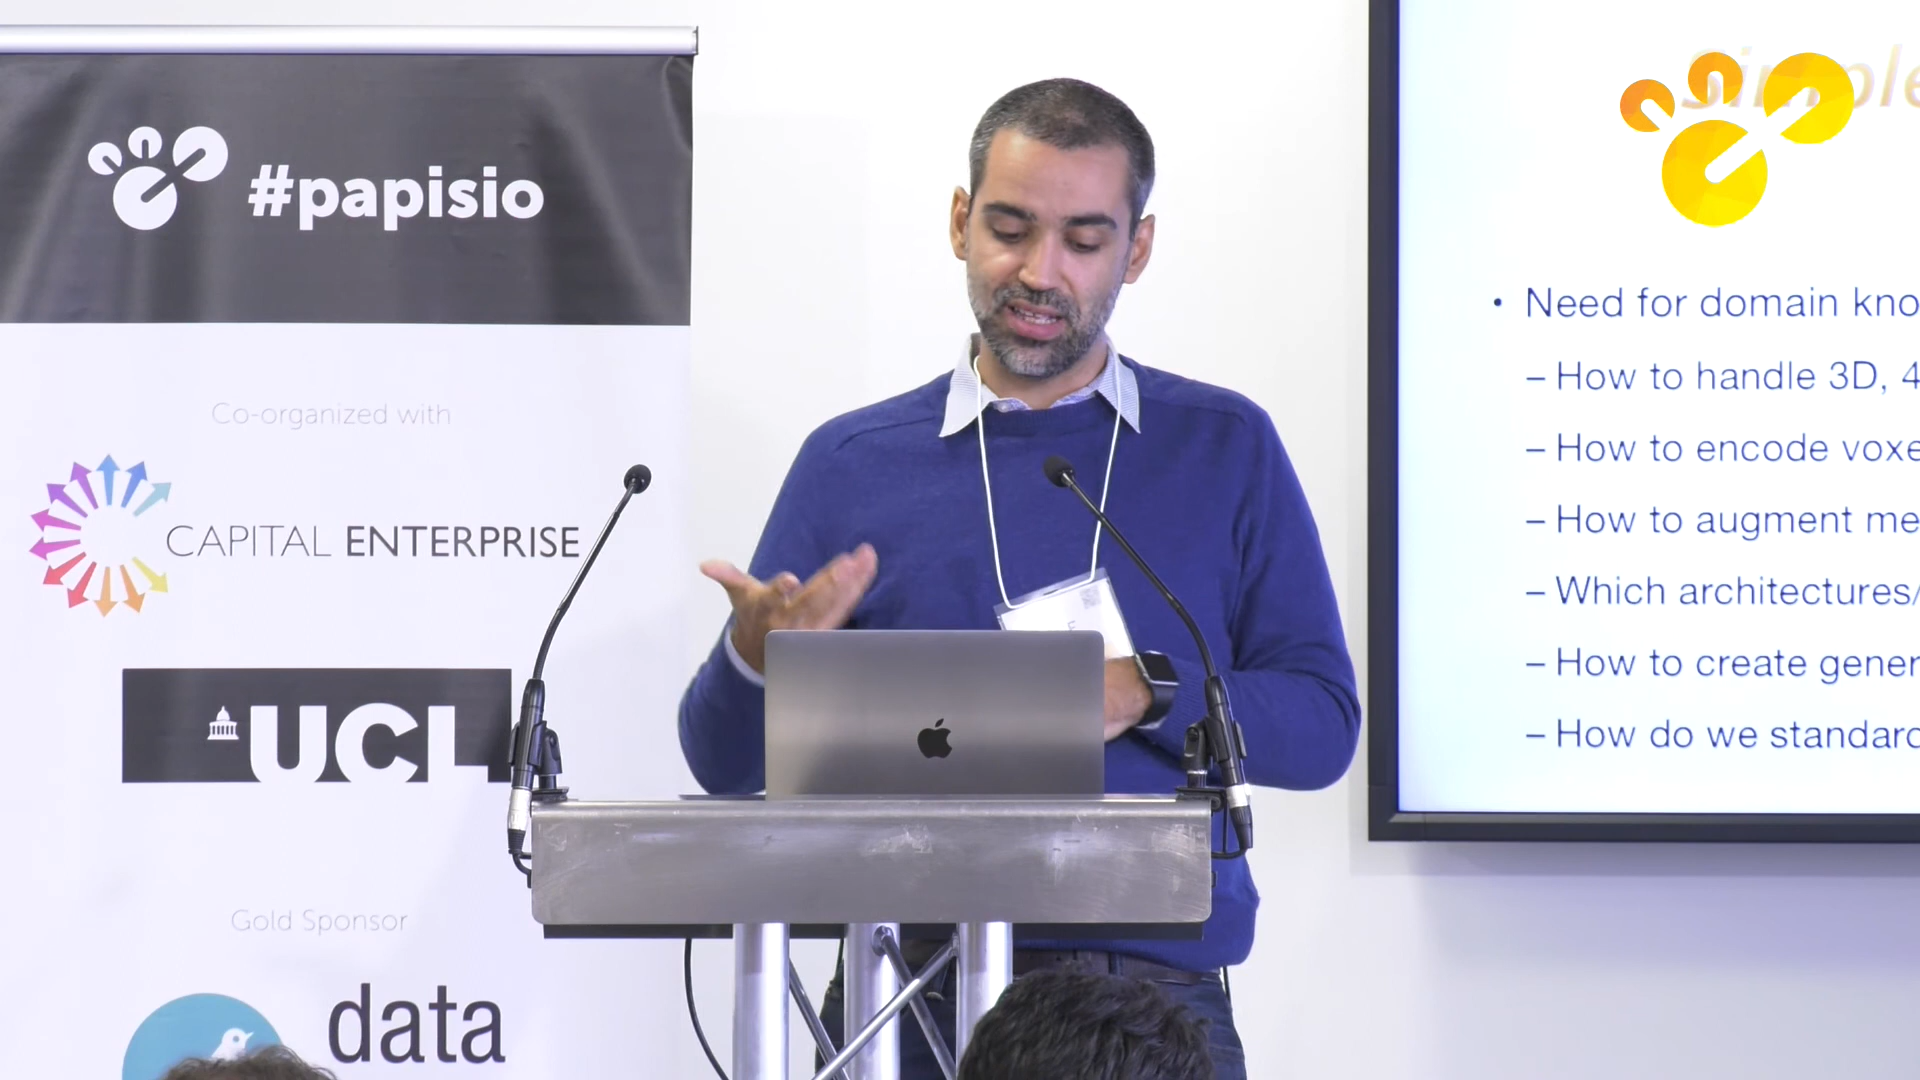 #papisio
Co-organized with
CAPITAL ENTERPRISE
UCL
Gold Sponsor
data
Simple
• Need for domain kno
– How to handle 3D, 4
– How to encode voxe
– How to augment me
– Which architectures/
– How to create gener
– How do we standard